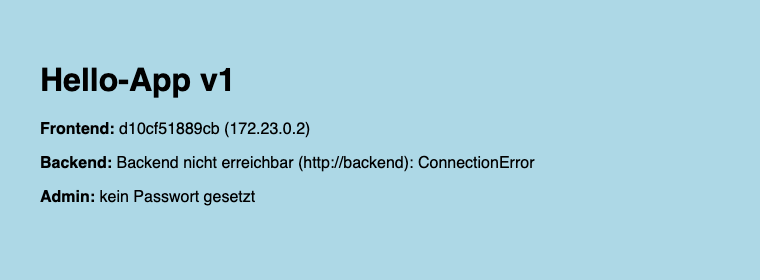 Hello-App v1
Frontend: d10cf51889cb (172.23.0.2)
Backend: Backend nicht erreichbar (http://backend): ConnectionError
Admin: kein Passwort gesetzt